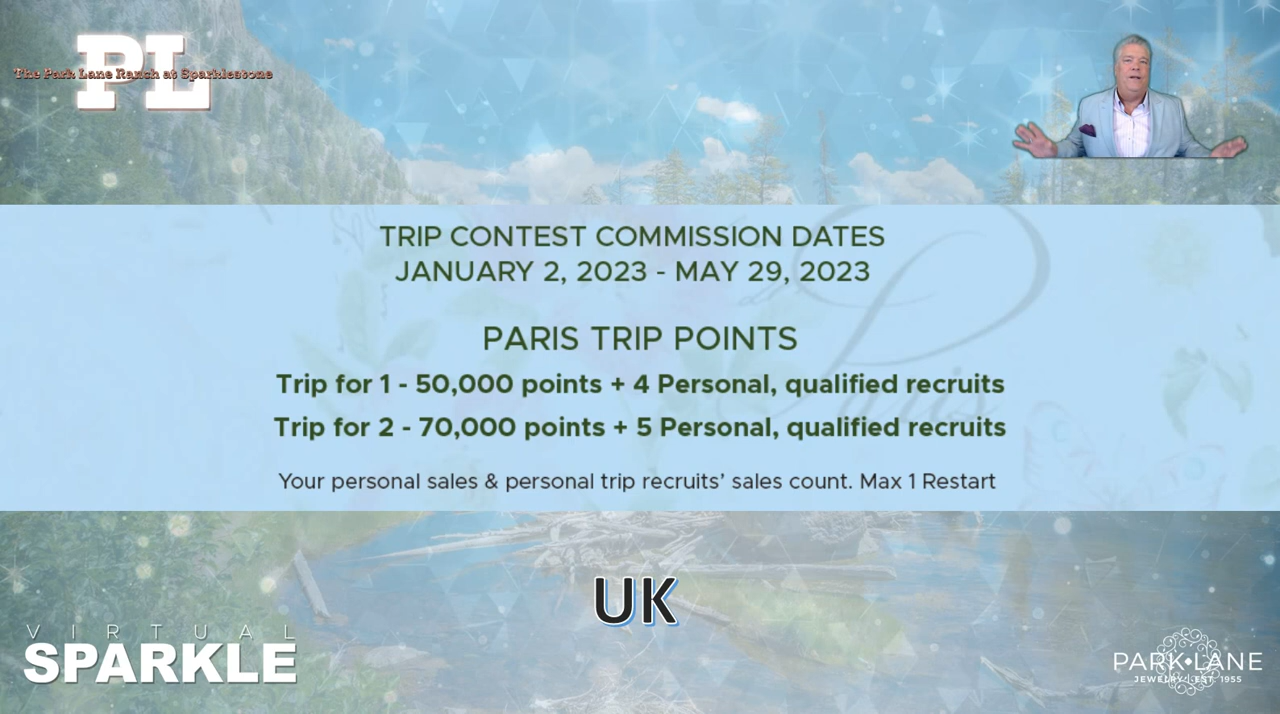 PL
The Park Lane Ranch at Sparklestone
TRIP CONTEST COMMISSION DATES
JANUARY 2, 2023 - MAY 29, 2023
PARIS TRIP POINTS
Trip for 1 - 50,000 points + 4 Personal, qualified recruits
Trip for 2 - 70,000 points + 5 Personal, qualified recruits
Your personal sales & personal trip recruits’ sales count. Max 1 Restart
Paris
UK
VIRTUAL
SPARKLE
PARK LANE
JEWELRY | EST. 1955